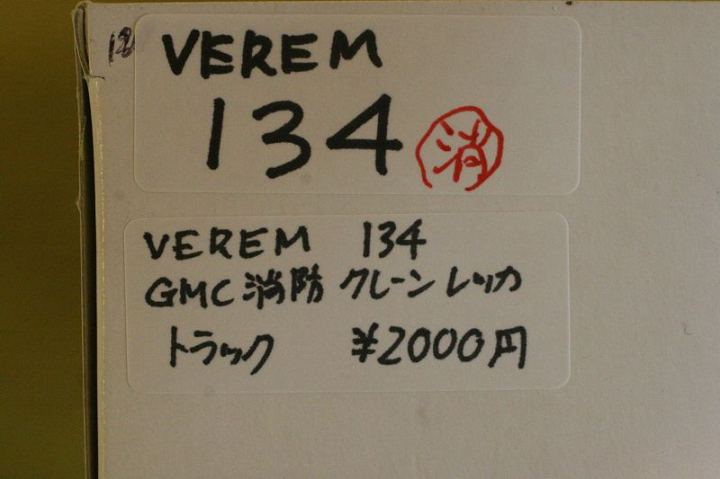 18
VEREM
134 消
VEREM 134
GMC 消防 クレーン レッカ
トラック ¥2000円